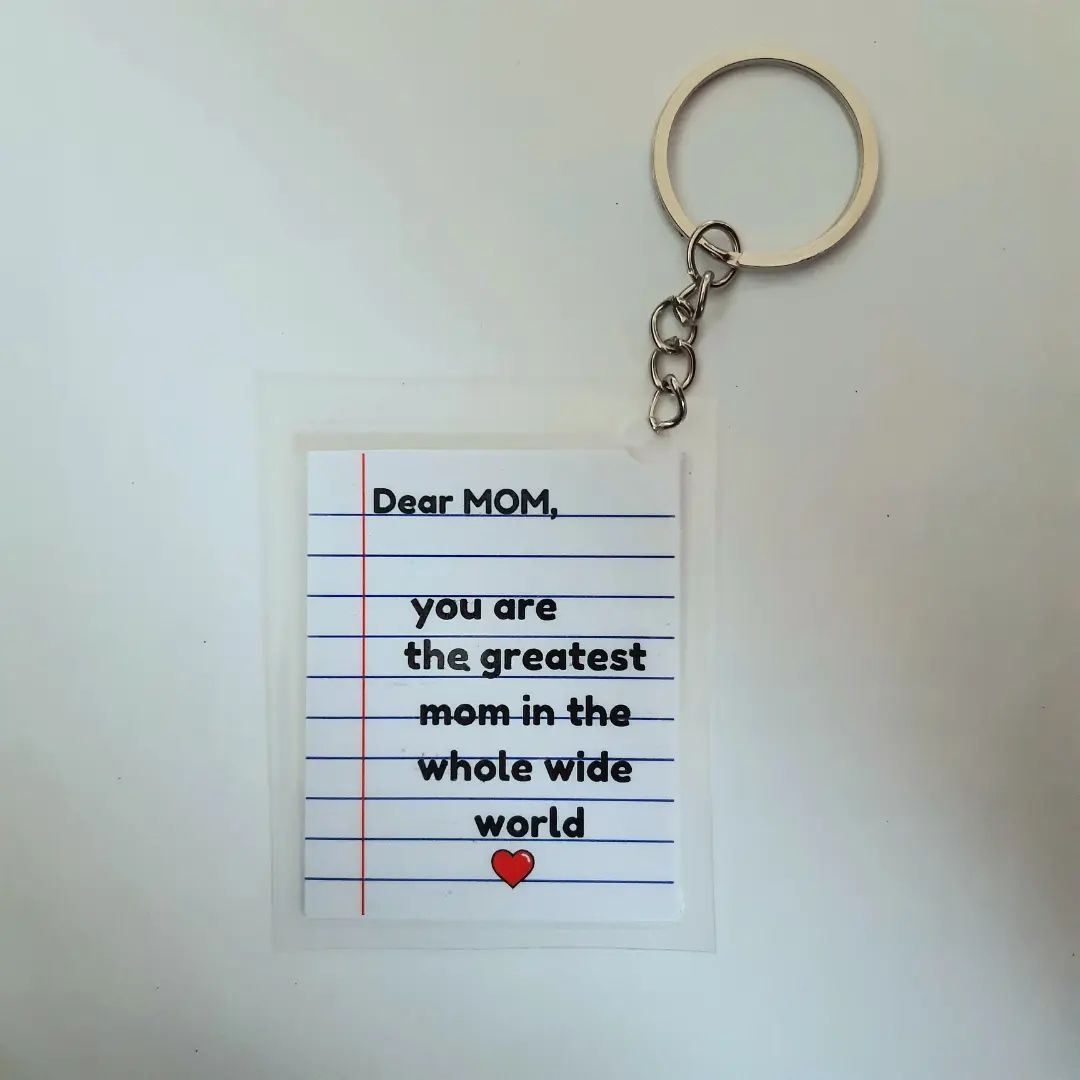 Dear MOM,
you are
the greatest
mom in the
whole wide
world